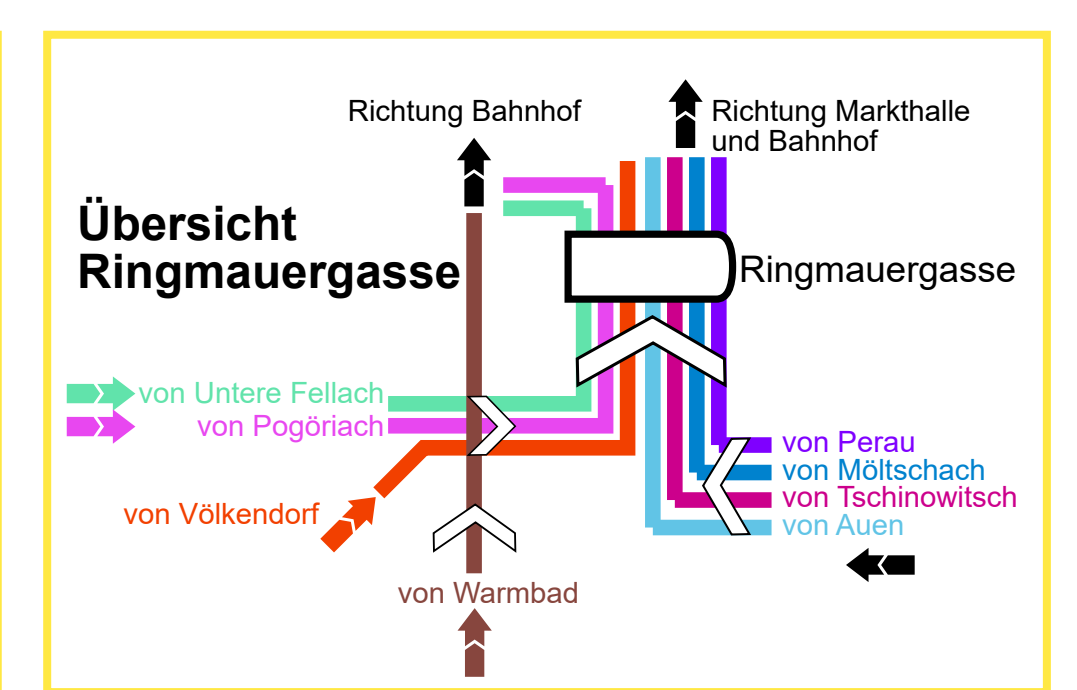 Richtung Bahnhof
Richtung Markthalle
und Bahnhof
Übersicht
Ringmauergasse
Ringmauergasse
von Untere Fellach
von Pogöriach
von Völkendorf
von Warmbad
von Perau
von Möltschach
von Tschinowitsch
von Auen